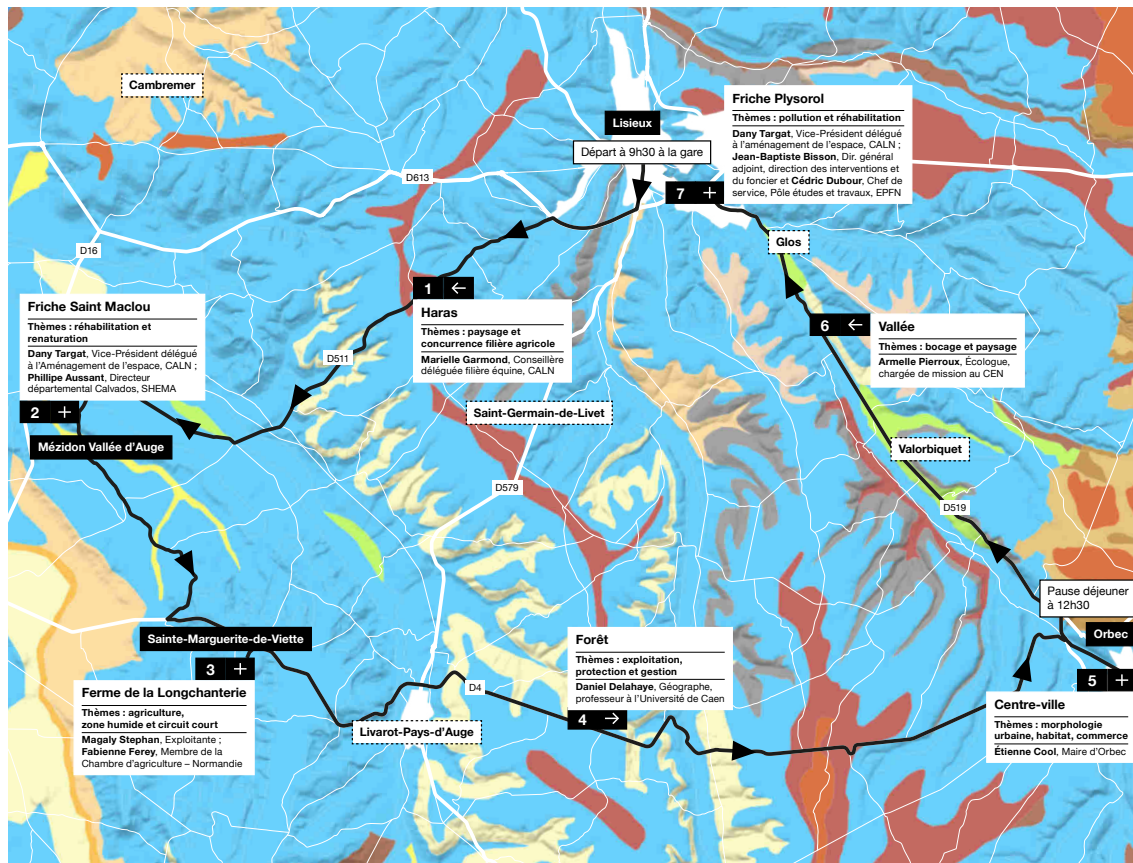 Cambremer
Lisieux
Départ à 9h30 à la gare
Friche Plysorol
Thèmes : pollution et réhabilitation
Dany Targat, Vice-Président délégué
à l'aménagement de l'espace, CALN ;
Jean-Baptiste Bisson, Dir. général
adjoint, direction des interventions et
du foncier et Cédric Dubour, Chef de
service, Pôle études et travaux, EPFN
7 +
D613
D16
Glos
1 ←
Haras
Thèmes : paysage et
concurrence filière agricole
Marielle Garmond, Conseillère
déléguée filière équine, CALN
Friche Saint Maclou
Thèmes : réhabilitation et
renaturation
Dany Targat, Vice-Président délégué
à l'Aménagement de l'espace, CALN ;
Phillipe Aussant, Directeur
départemental Calvados, SHEMA
2 +
Mézidon Vallée d'Auge
D511
6 ←
Vallée
Thèmes : bocage et paysage
Armelle Pierroux, Écologue,
chargée de mission au CEN
Saint-Germain-de-Livet
Valorbiquet
D579
D519
Pause déjeuner
à 12h30
Orbec
5 +
Centre-ville
Thèmes : morphologie
urbaine, habitat, commerce
Étienne Cool, Maire d'Orbec
Sainte-Marguerite-de-Viette
3 +
Ferme de la Longchanterie
Thèmes : agriculture,
zone humide et circuit court
Magaly Stephan, Exploitante ;
Fabienne Ferey, Membre de la
Chambre d'agriculture – Normandie
D4
Livarot-Pays-d'Auge
Forêt
Thèmes : exploitation,
protection et gestion
Daniel Delahaye, Géographe,
professeur à l'Université de Caen
4 →